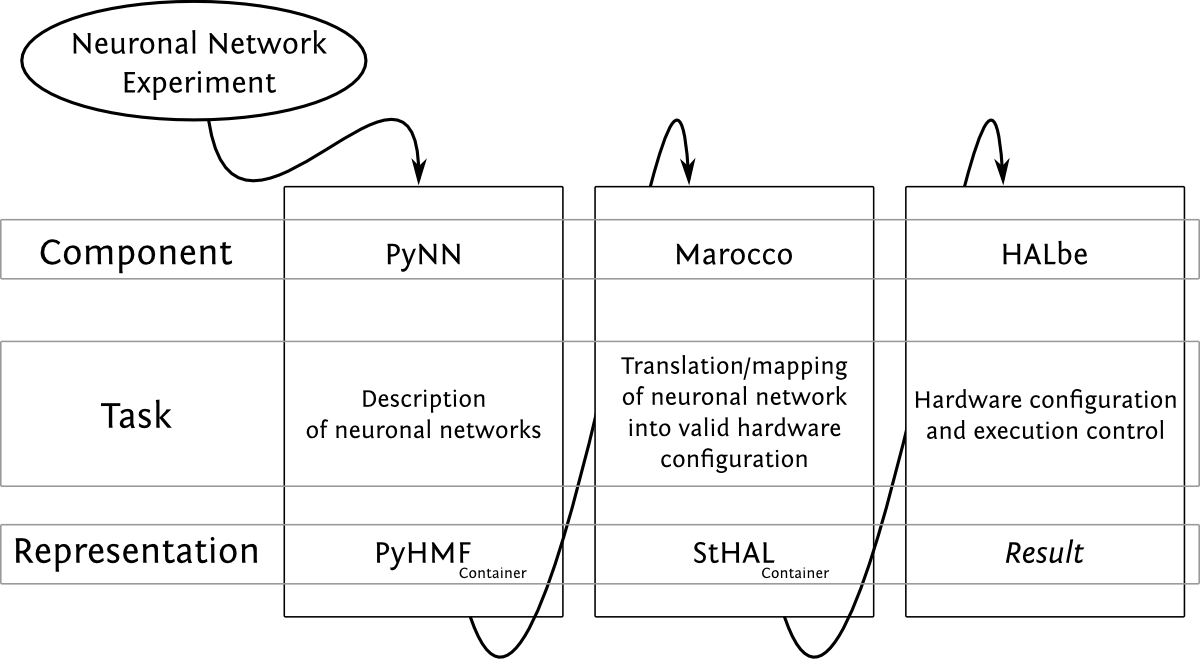 Neuronal Network
Experiment
Component
PyNN
Marocco
HALbe
Task
Description
of neuronal networks
Translation/mapping
of neuronal network
into valid hardware
configuration
Hardware configuration
and execution control
Representation
PyHMF
Container
StHAL
Container
Result